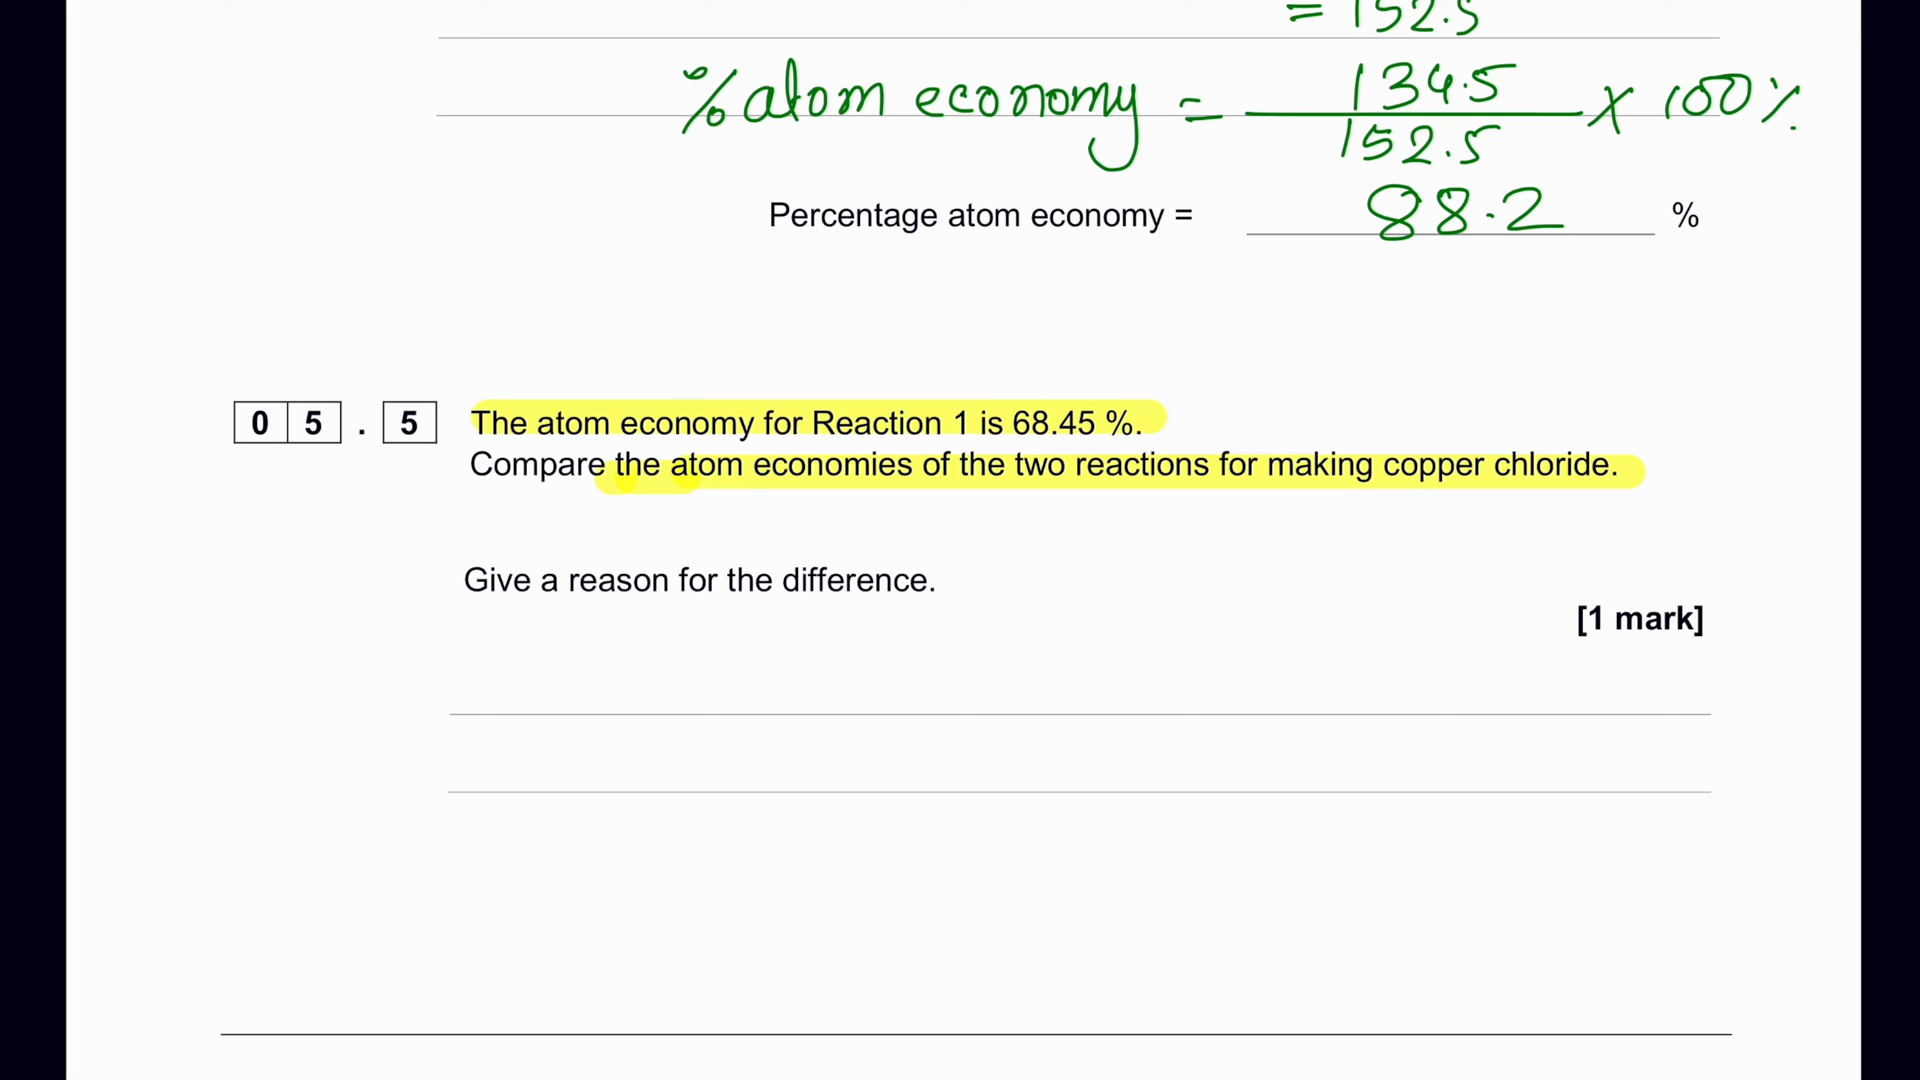 = 152.5
% atom economy = 134.5 / 152.5 × 100 %
Percentage atom economy = 88.2 %
05.5 The atom economy for Reaction 1 is 68.45 %.
Compare the atom economies of the two reactions for making copper chloride.
Give a reason for the difference.
[1 mark]